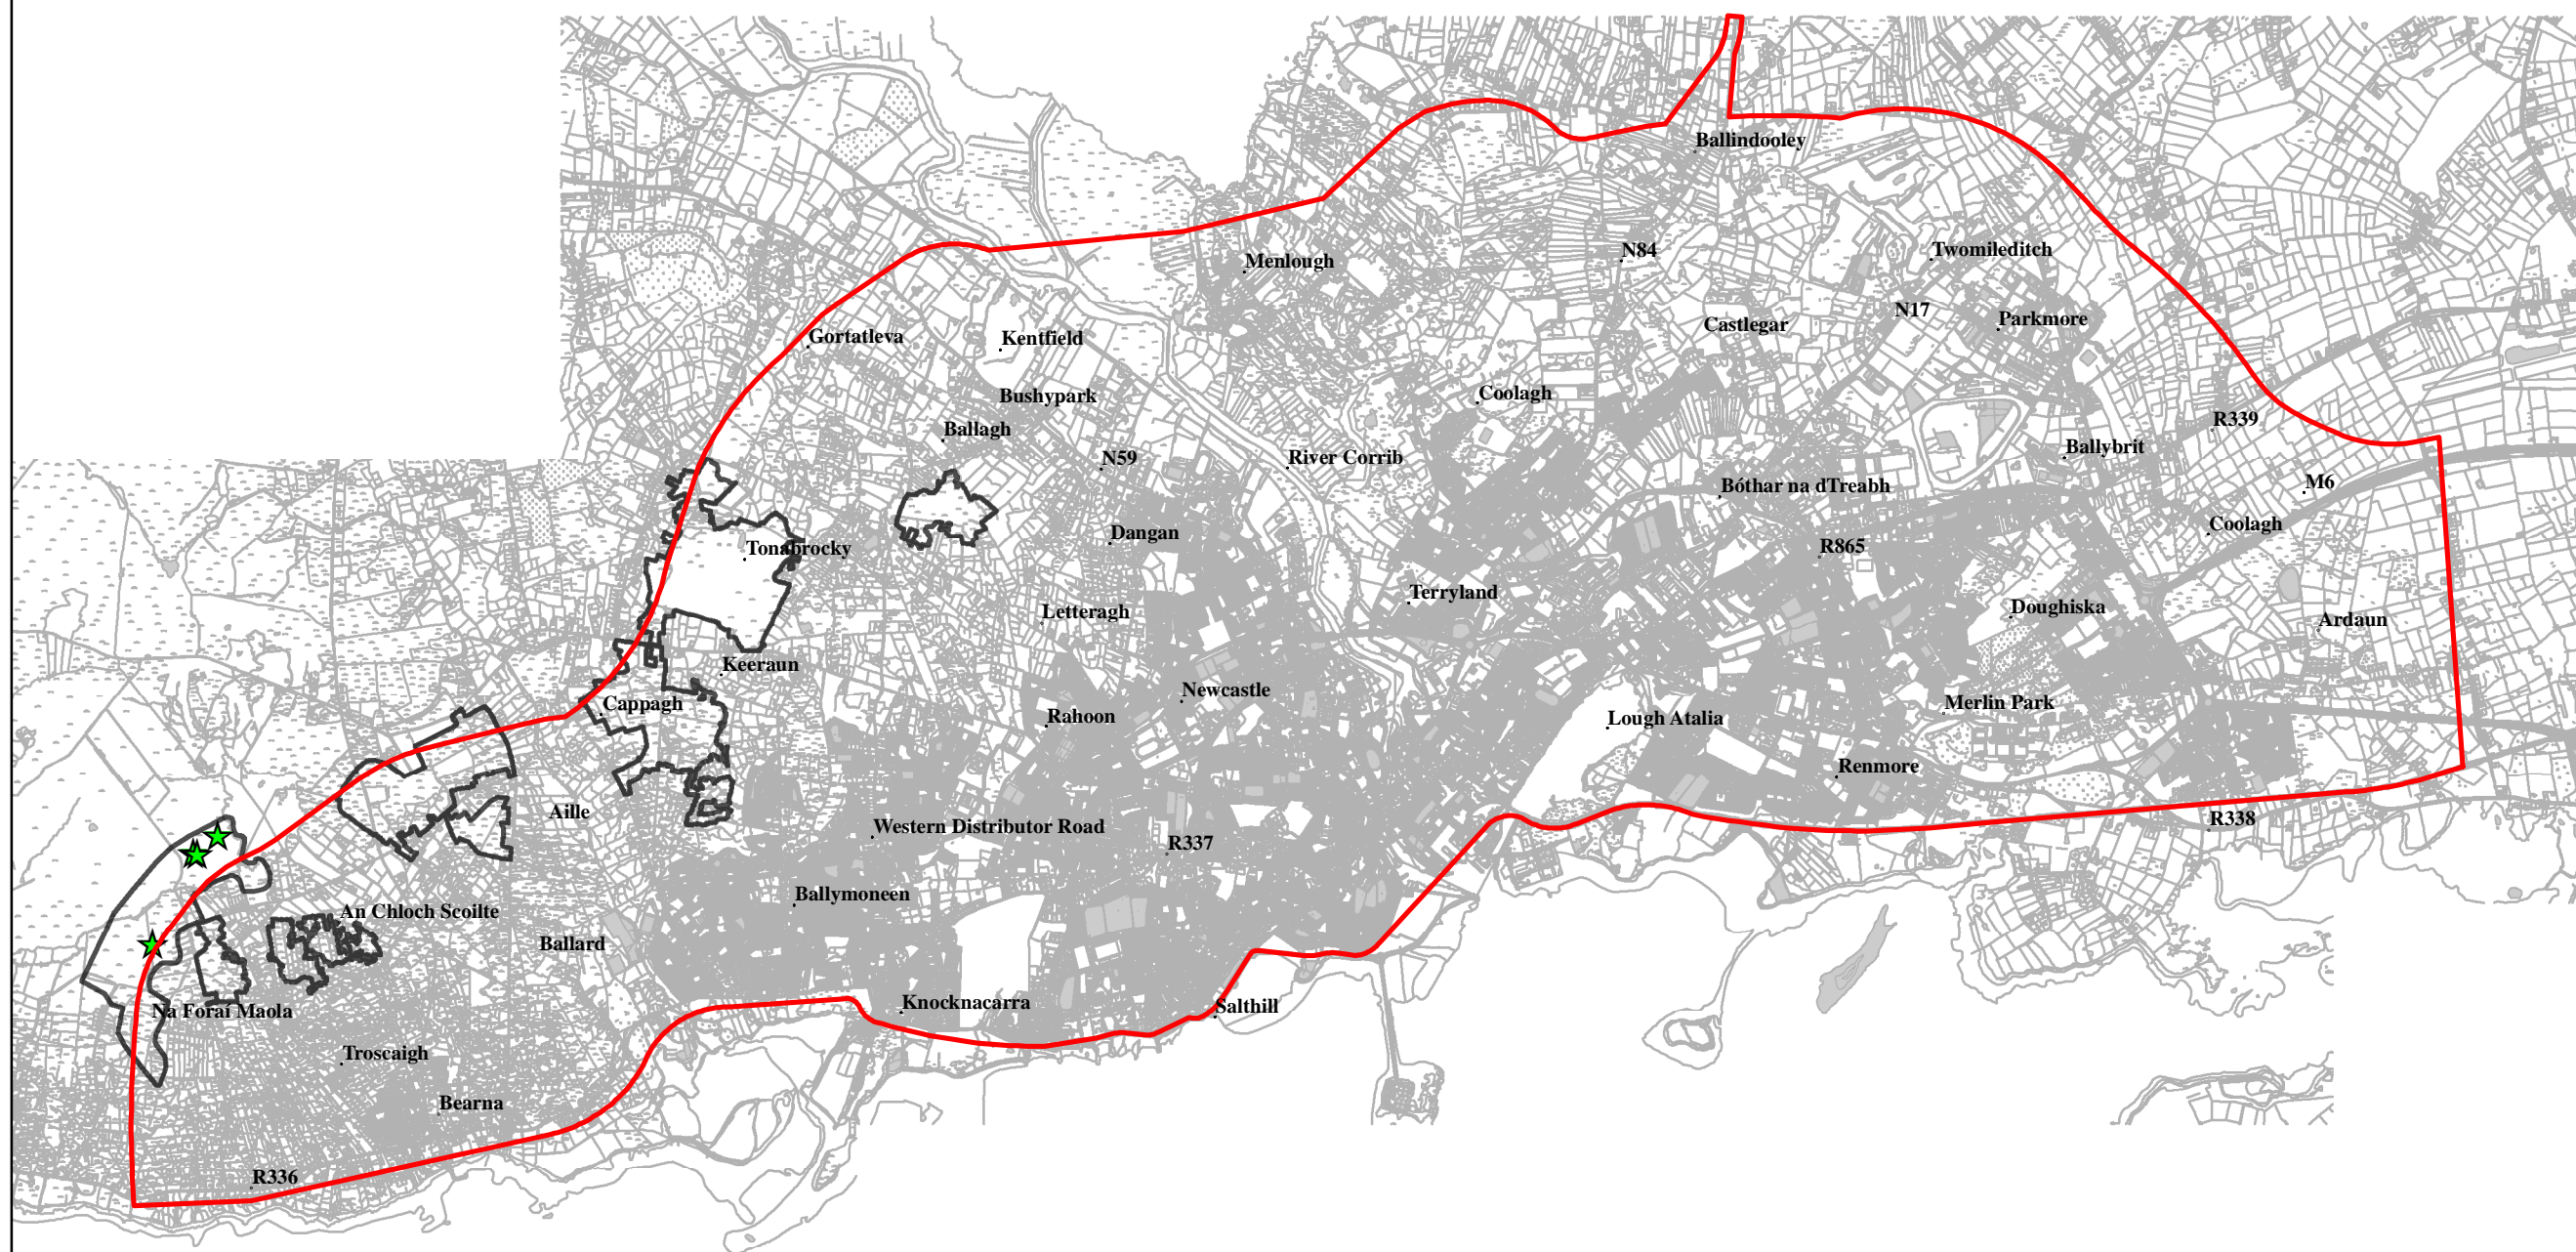 Ballindooley
N84
Twomileditch
Menlough
N17
Parkmore
Castlegar
Gortatleva
Kentfield
Coolagh
Bushypark
R339
Ballagh
Ballybrit
N59
River Corrib
M6
Bóthar na dTreabh
Coolagh
Dangan
R865
Tonabrocky
Terryland
Doughiska
Letteragh
Ardaun
Keeraun
Newcastle
Cappagh
Merlin Park
Rahoon
Lough Atalia
Renmore
Aille
R338
Western Distributor Road
R337
Ballymoneen
An Chloch Scoilte
Ballard
Knocknacarra
Salthill
Na Foraí Maola
Troscaigh
Bearna
R336